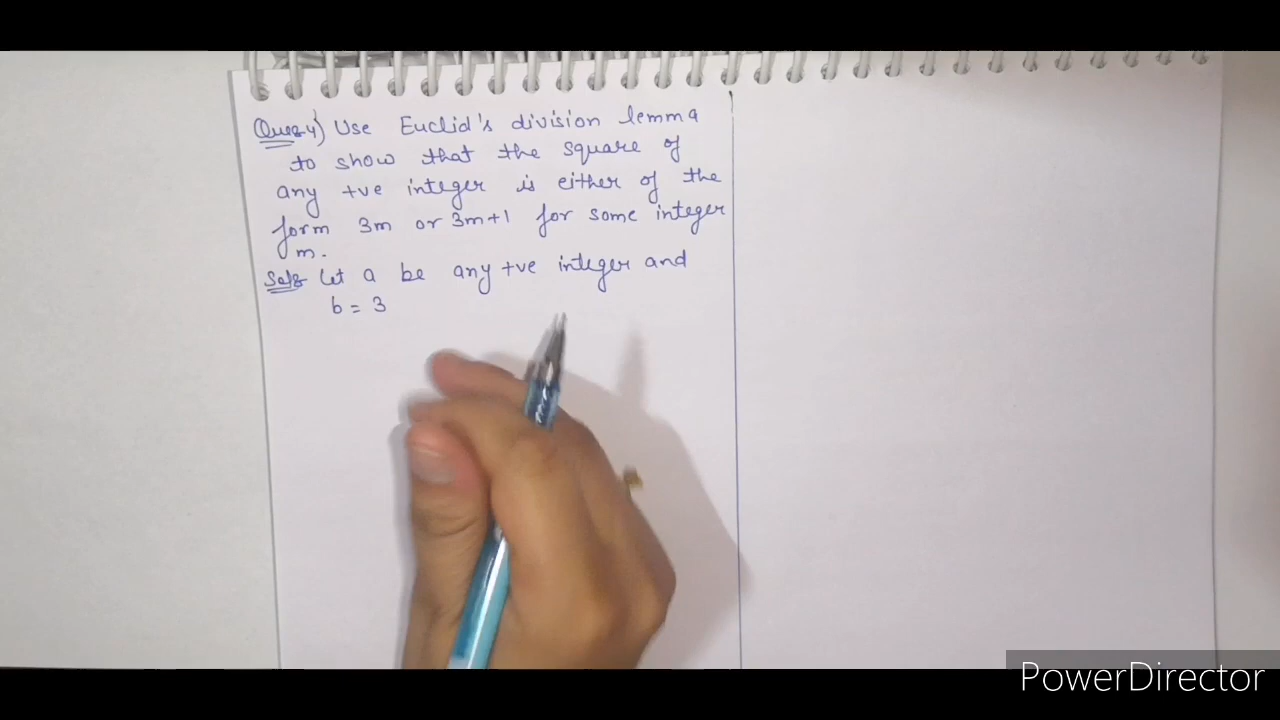 Ques4) Use Euclid's division lemma
to show that the square of
any +ve integer is either of the
form 3m or 3m+1 for some integer
m.
Sol: Let a be any +ve integer and
b = 3
PowerDirector